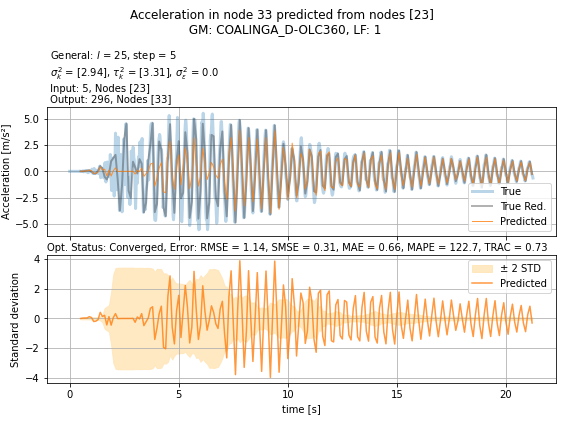 Acceleration in node 33 predicted from nodes [23]
GM: COALINGA_D-OLC360, LF: 1
General: l = 25, step = 5
σ_k^2 = [2.94], τ_k^2 = [3.31], σ_ε^2 = 0.0
Input: 5, Nodes [23]
Output: 296, Nodes [33]
Acceleration [m/s²]
5.0
2.5
0.0
−2.5
−5.0
True
True Red.
Predicted
Opt. Status: Converged, Error: RMSE = 1.14, SMSE = 0.31, MAE = 0.66, MAPE = 122.7, TRAC = 0.73
Standard deviation
4
2
0
−2
−4
± 2 STD
Predicted
0 5 10 15 20
time [s]